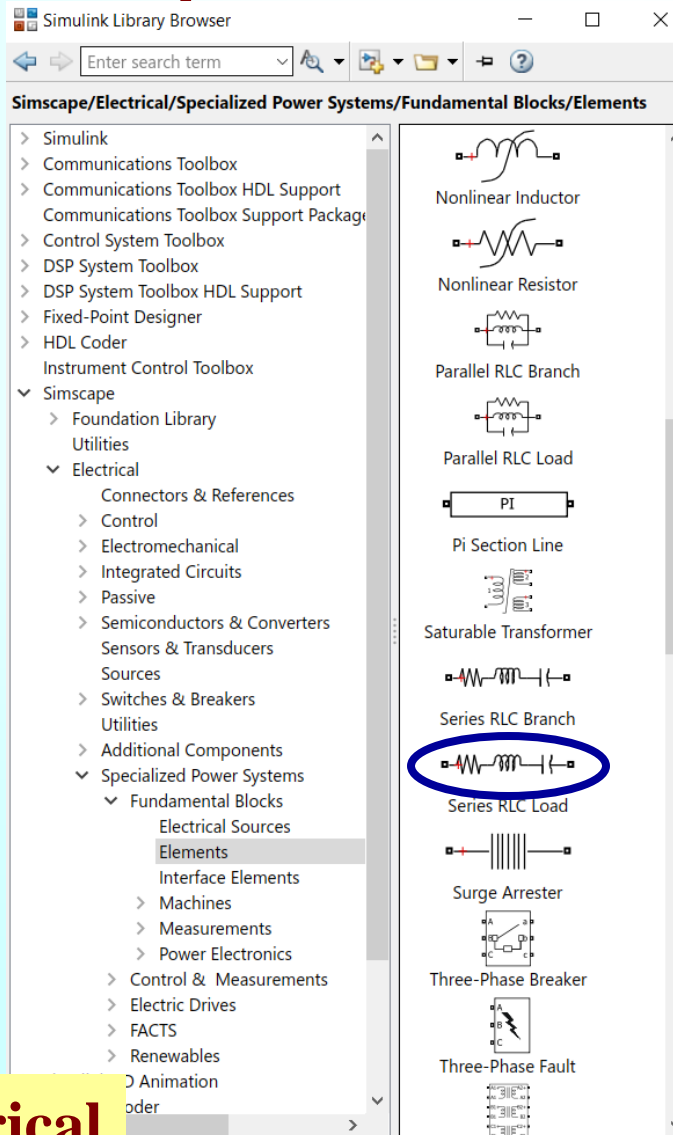 Simulink Library Browser
Enter search term
Simscape/Electrical/Specialized Power Systems/Fundamental Blocks/Elements
Simulink
Communications Toolbox
Communications Toolbox HDL Support
Communications Toolbox Support Package
Control System Toolbox
DSP System Toolbox
DSP System Toolbox HDL Support
Fixed-Point Designer
HDL Coder
Instrument Control Toolbox
Simscape
Foundation Library
Utilities
Electrical
Connectors & References
Control
Electromechanical
Integrated Circuits
Passive
Semiconductors & Converters
Sensors & Transducers
Sources
Switches & Breakers
Utilities
Additional Components
Specialized Power Systems
Fundamental Blocks
Electrical Sources
Elements
Interface Elements
Machines
Measurements
Power Electronics
Control & Measurements
Electric Drives
FACTS
Renewables
D Animation
oder
rical
Nonlinear Inductor
Nonlinear Resistor
Parallel RLC Branch
Parallel RLC Load
PI
Pi Section Line
Saturable Transformer
Series RLC Branch
Series RLC Load
Surge Arrester
A a
B b
C c
Three-Phase Breaker
A
B
C
Three-Phase Fault